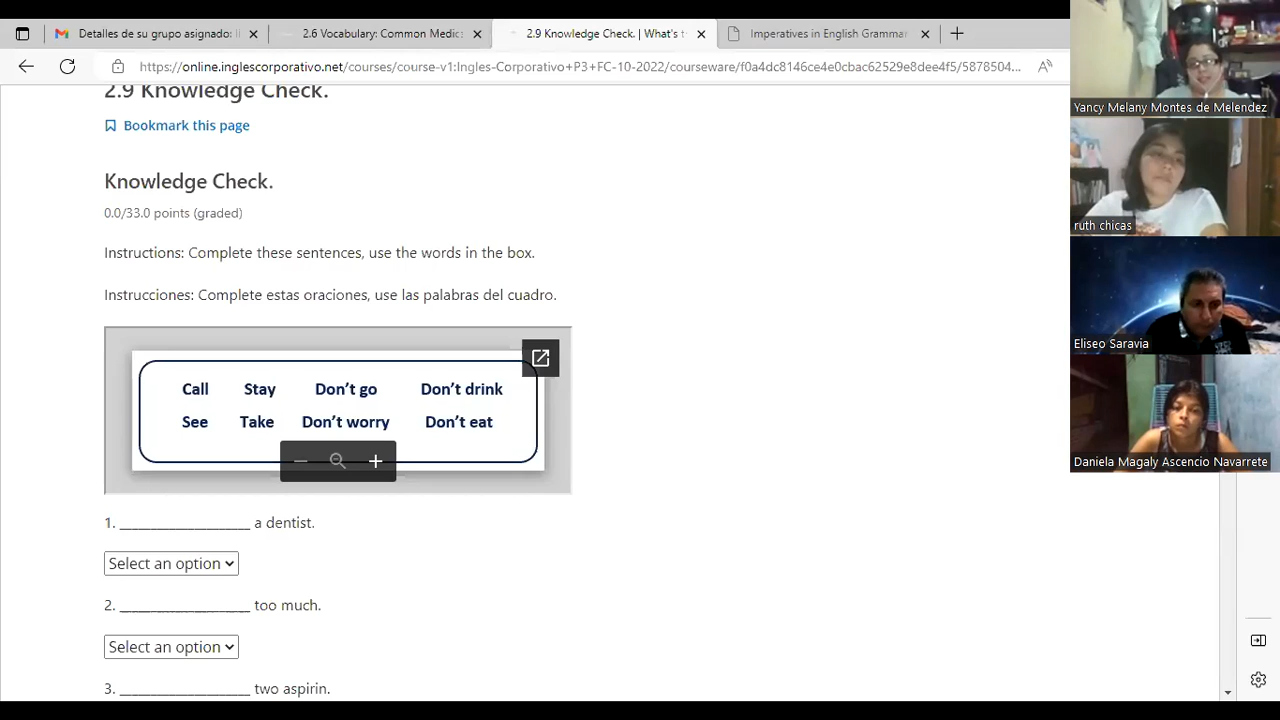 Detalles de su grupo asignado: II
2.6 Vocabulary: Common Medic
2.9 Knowledge Check. | What's t
Imperatives in English Grammar
https://online.inglescorporativo.net/courses/course-v1:Ingles-Corporativo+P3+FC-10-2022/courseware/f0a4dc8146ce4e0cbac62529e8dee4f5/5878504...
2.9 Knowledge Check.
Bookmark this page
Knowledge Check.
0.0/33.0 points (graded)
Instructions: Complete these sentences, use the words in the box.
Instrucciones: Complete estas oraciones, use las palabras del cuadro.
Call Stay Don't go Don't drink
See Take Don't worry Don't eat
1. ____________________ a dentist.
Select an option
2. ____________________ too much.
Select an option
3. ____________________ two aspirin.
Yancy Melany Montes de Melendez
ruth chicas
Eliseo Saravia
Daniela Magaly Ascencio Navarrete